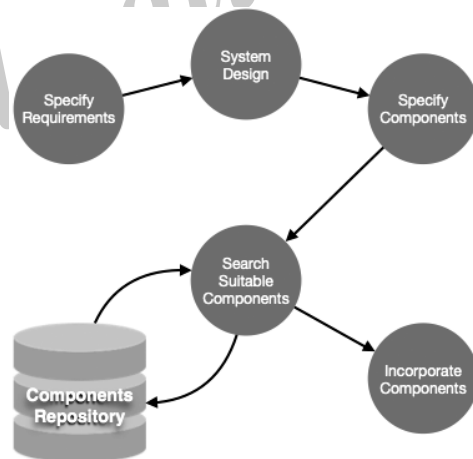 System
Design
Specify
Requirements
Specify
Components
Search
Suitable
Components
Components
Repository
Incorporate
Components